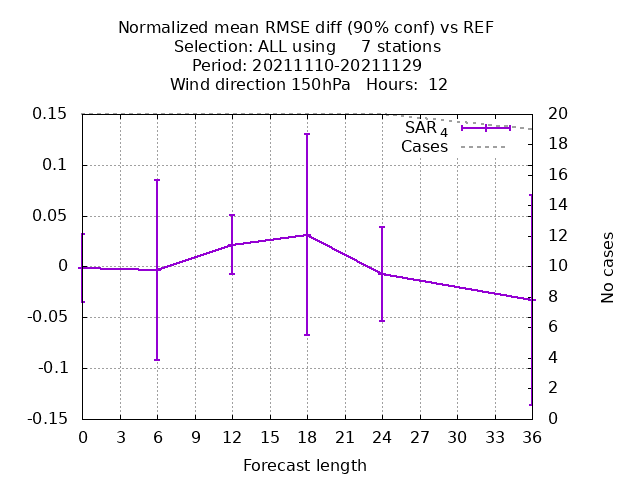 Normalized mean RMSE diff (90% conf) vs REF
Selection: ALL using     7 stations
Period: 20211110-20211129
Wind direction 150hPa   Hours:  12
0.15
0.1
0.05
0
-0.05
-0.1
-0.15
20
18
16
14
12
10
8
6
4
2
0
SAR 4
Cases
No cases
0 3 6 9 12 15 18 21 24 27 30 33 36
Forecast length